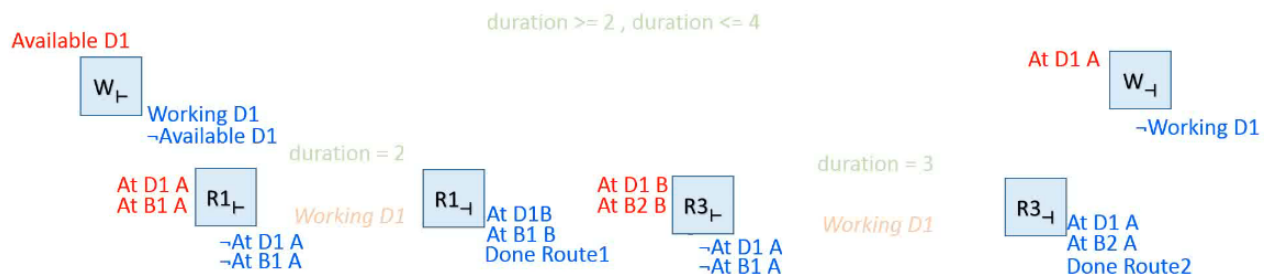 duration >= 2 , duration <= 4
Available D1
W⊢
Working D1
¬Available D1
At D1 A
W⊣
¬Working D1
duration = 2
At D1 A
At B1 A
R1⊢
¬At D1 A
¬At B1 A
Working D1
R1⊣
At D1B
At B1 B
Done Route1
At D1 B
At B2 B
R3⊢
¬At D1 A
¬At B1 A
duration = 3
Working D1
R3⊣
At D1 A
At B2 A
Done Route2